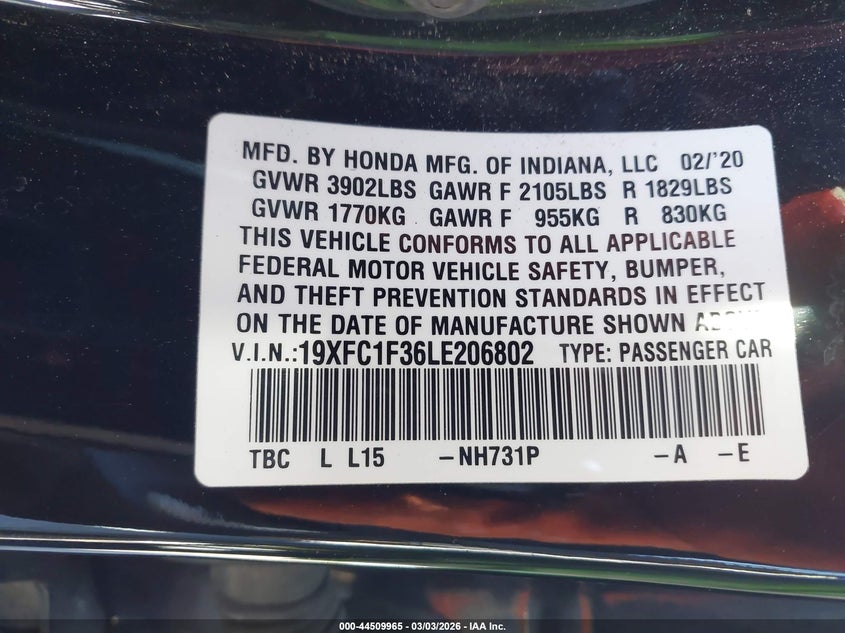 MFD. BY HONDA MFG. OF INDIANA, LLC 02/'20
GVWR 3902LBS GAWR F 2105LBS R 1829LBS
GVWR 1770KG GAWR F 955KG R 830KG
THIS VEHICLE CONFORMS TO ALL APPLICABLE
FEDERAL MOTOR VEHICLE SAFETY, BUMPER,
AND THEFT PREVENTION STANDARDS IN EFFECT
ON THE DATE OF MANUFACTURE SHOWN ABOVE
V.I.N.:19XFC1F36LE206802 TYPE: PASSENGER CAR
TBC L L15 -NH731P -A -E
000-44509965 - 03/03/2026 - IAA Inc.